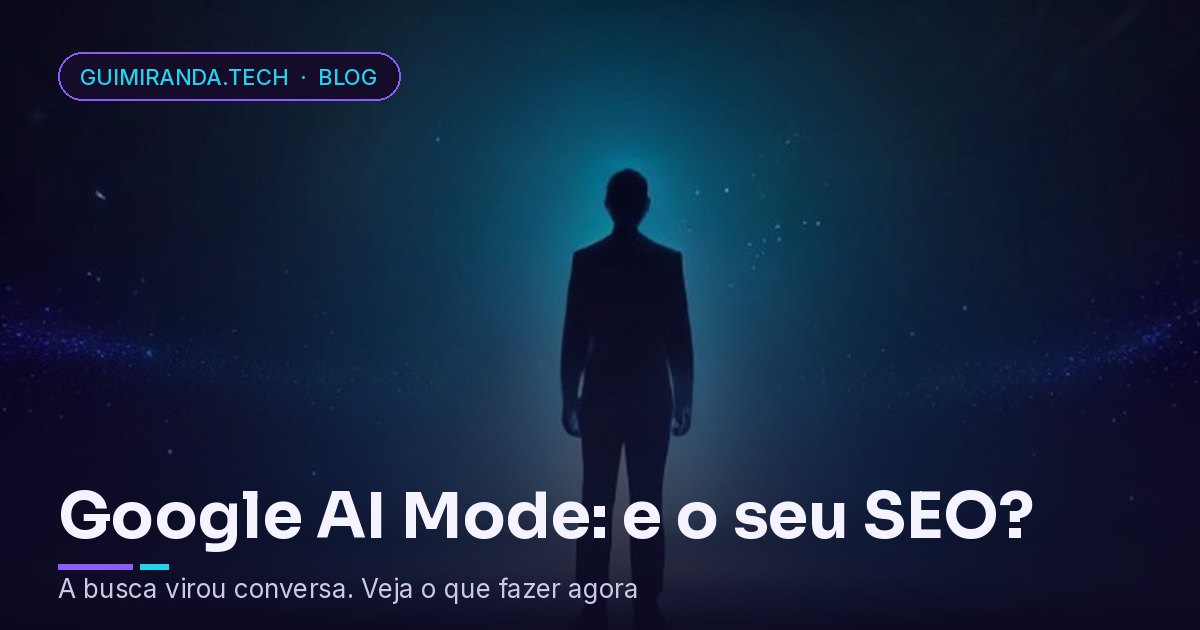 GUIMIRANDA.TECH · BLOG
Google AI Mode: e o seu SEO?
A busca virou conversa. Veja o que fazer agora